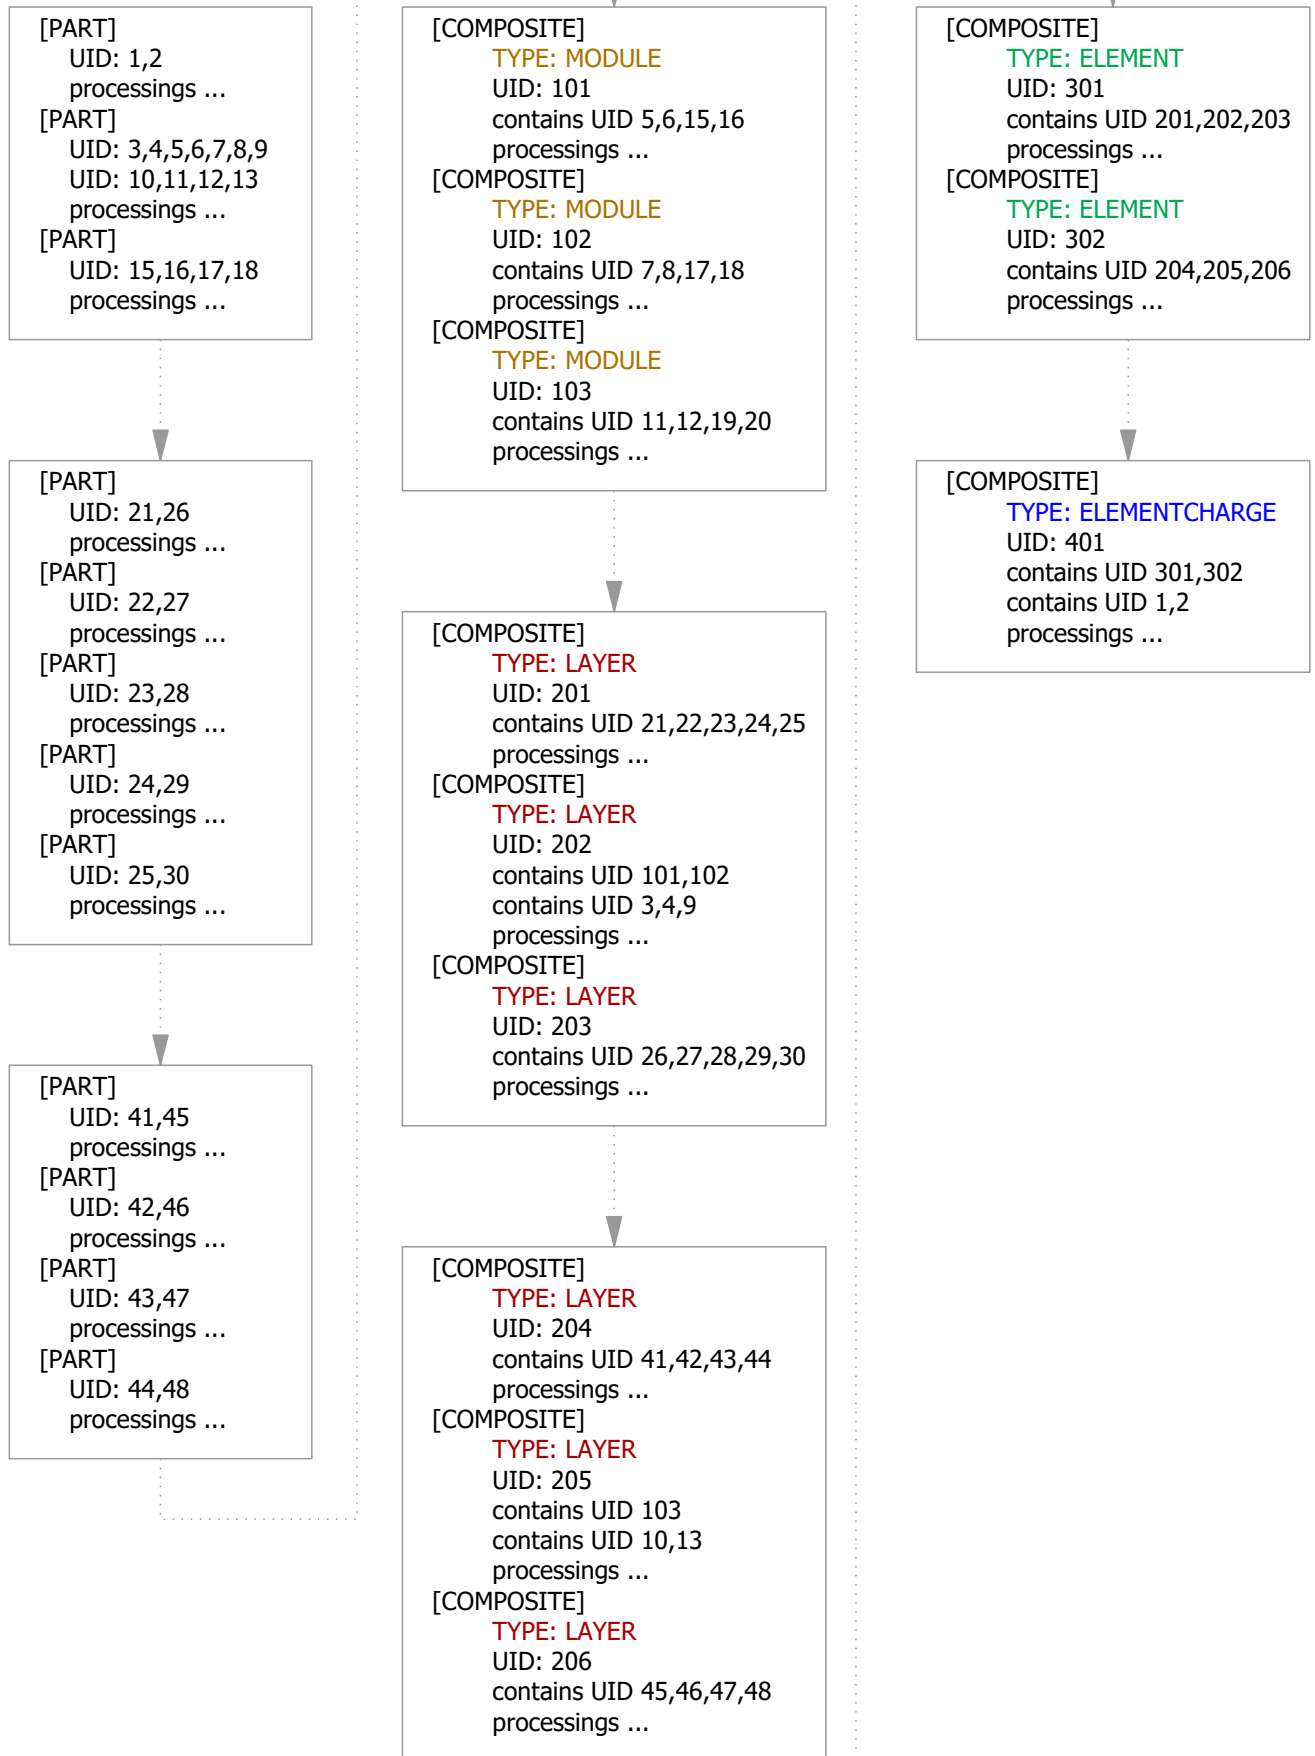 [PART]
UID: 1,2
processings ...
[PART]
UID: 3,4,5,6,7,8,9
UID: 10,11,12,13
processings ...
[PART]
UID: 15,16,17,18
processings ...
[PART]
UID: 21,26
processings ...
[PART]
UID: 22,27
processings ...
[PART]
UID: 23,28
processings ...
[PART]
UID: 24,29
processings ...
[PART]
UID: 25,30
processings ...
[PART]
UID: 41,45
processings ...
[PART]
UID: 42,46
processings ...
[PART]
UID: 43,47
processings ...
[PART]
UID: 44,48
processings ...
[COMPOSITE]
TYPE: MODULE
UID: 101
contains UID 5,6,15,16
processings ...
[COMPOSITE]
TYPE: MODULE
UID: 102
contains UID 7,8,17,18
processings ...
[COMPOSITE]
TYPE: MODULE
UID: 103
contains UID 11,12,19,20
processings ...
[COMPOSITE]
TYPE: LAYER
UID: 201
contains UID 21,22,23,24,25
processings ...
[COMPOSITE]
TYPE: LAYER
UID: 202
contains UID 101,102
contains UID 3,4,9
processings ...
[COMPOSITE]
TYPE: LAYER
UID: 203
contains UID 26,27,28,29,30
processings ...
[COMPOSITE]
TYPE: LAYER
UID: 204
contains UID 41,42,43,44
processings ...
[COMPOSITE]
TYPE: LAYER
UID: 205
contains UID 103
contains UID 10,13
processings ...
[COMPOSITE]
TYPE: LAYER
UID: 206
contains UID 45,46,47,48
processings ...
[COMPOSITE]
TYPE: ELEMENT
UID: 301
contains UID 201,202,203
processings ...
[COMPOSITE]
TYPE: ELEMENT
UID: 302
contains UID 204,205,206
processings ...
[COMPOSITE]
TYPE: ELEMENTCHARGE
UID: 401
contains UID 301,302
contains UID 1,2
processings ...